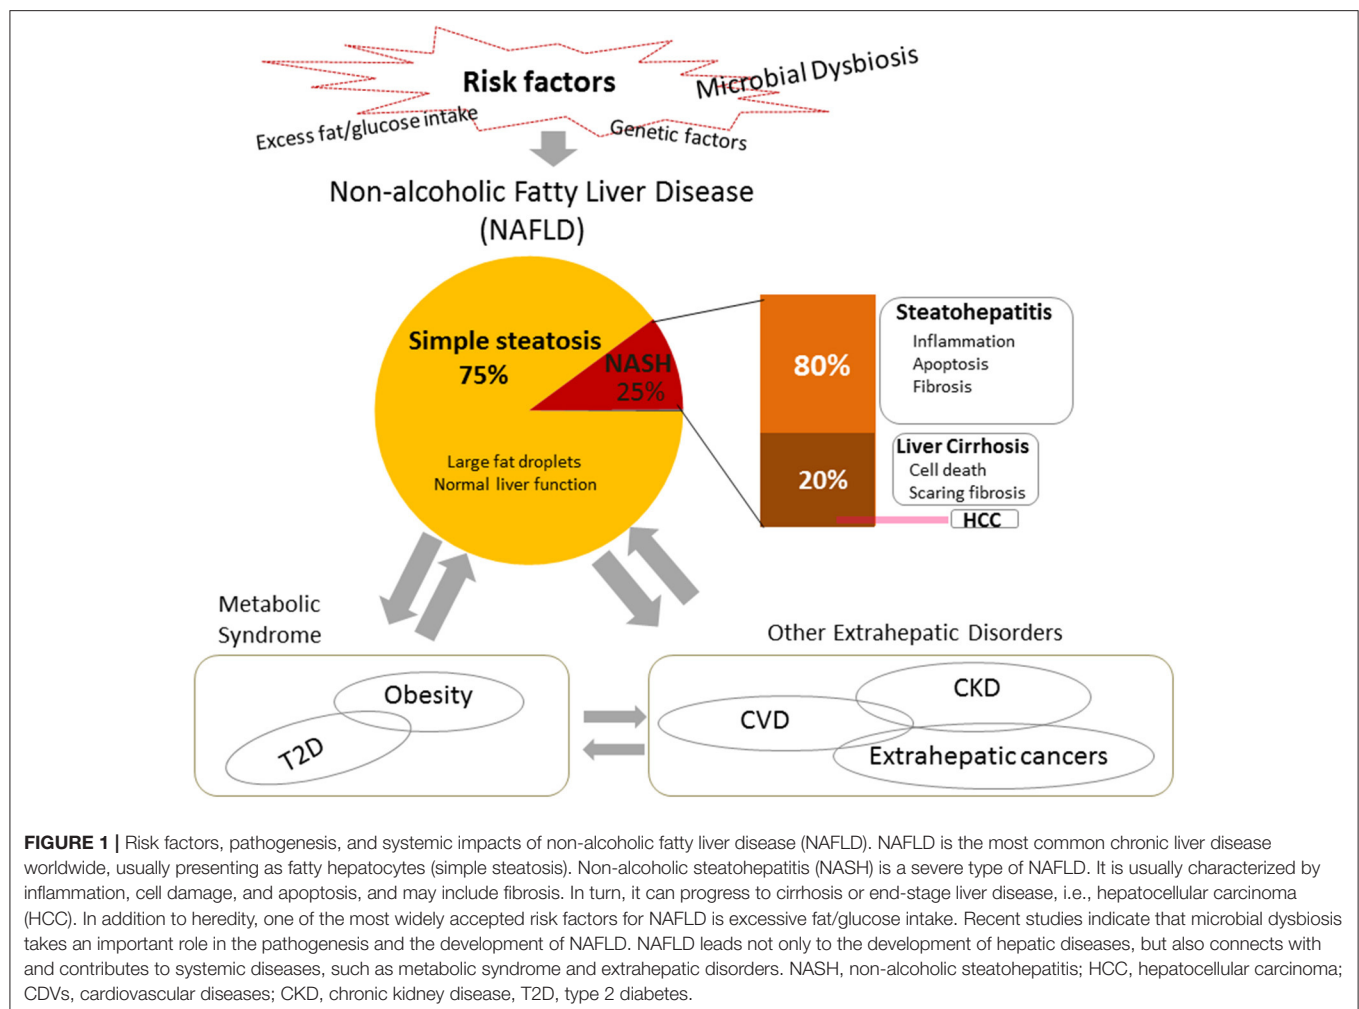 Risk factors
Microbial Dysbiosis
Excess fat/glucose intake
Genetic factors
Non-alcoholic Fatty Liver Disease
(NAFLD)
Simple steatosis
75%
NASH
25%
Large fat droplets
Normal liver function
80%
20%
Steatohepatitis
Inflammation
Apoptosis
Fibrosis
Liver Cirrhosis
Cell death
Scaring fibrosis
HCC
Metabolic
Syndrome
Obesity
T2D
Other Extrahepatic Disorders
CKD
CVD
Extrahepatic cancers
FIGURE 1 | Risk factors, pathogenesis, and systemic impacts of non-alcoholic fatty liver disease (NAFLD). NAFLD is the most common chronic liver disease
worldwide, usually presenting as fatty hepatocytes (simple steatosis). Non-alcoholic steatohepatitis (NASH) is a severe type of NAFLD. It is usually characterized by
inflammation, cell damage, and apoptosis, and may include fibrosis. In turn, it can progress to cirrhosis or end-stage liver disease, i.e., hepatocellular carcinoma
(HCC). In addition to heredity, one of the most widely accepted risk factors for NAFLD is excessive fat/glucose intake. Recent studies indicate that microbial dysbiosis
takes an important role in the pathogenesis and the development of NAFLD. NAFLD leads not only to the development of hepatic diseases, but also connects with
and contributes to systemic diseases, such as metabolic syndrome and extrahepatic disorders. NASH, non-alcoholic steatohepatitis; HCC, hepatocellular carcinoma;
CDVs, cardiovascular diseases; CKD, chronic kidney disease, T2D, type 2 diabetes.